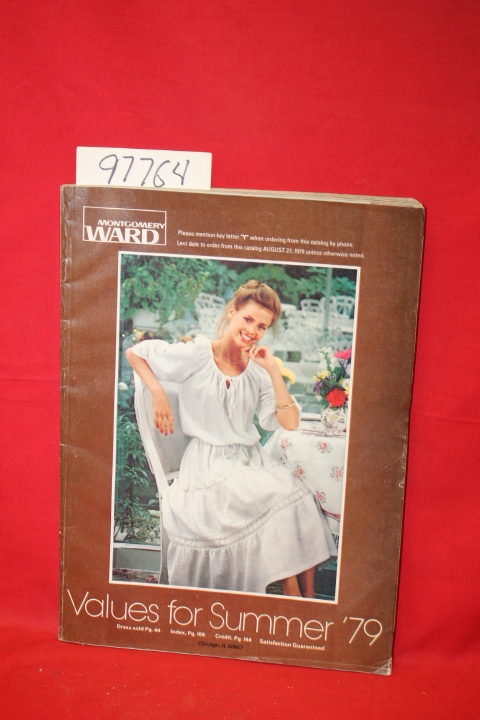 97764
MONTGOMERY
WARD
Please mention key letter "Y" when ordering from this catalog by phone.
Last date to order from this catalog AUGUST 22, 1979 unless otherwise noted.
Values for Summer '79
Dress sold Pg. 44 Index, Pg. 109 Credit, Pg. 144 Satisfaction Guaranteed
Chicago, IL 60607